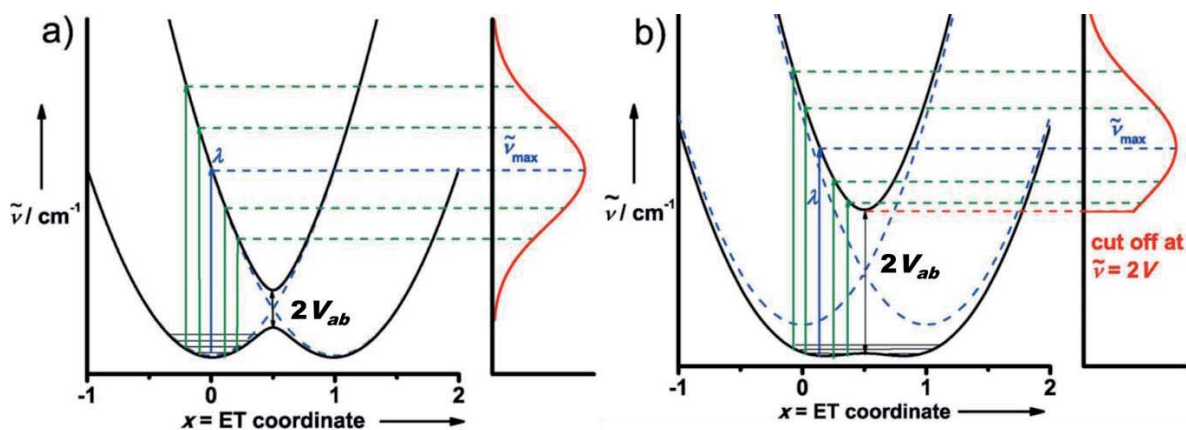 a)
λ
ν̃max
ν̃ / cm⁻¹
2Vab
-1
0
1
2
x = ET coordinate
b)
ν̃max
λ
ν̃ / cm⁻¹
2Vab
cut off at
ν̃ = 2V
-1
0
1
2
x = ET coordinate